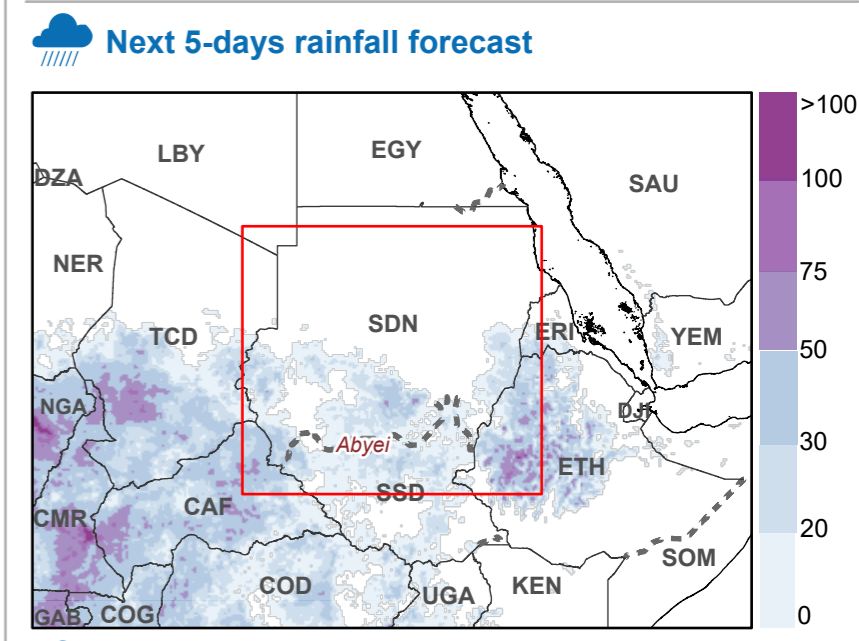 Next 5-days rainfall forecast
LBY
EGY
SAU
DZA
NER
TCD
SDN
ERI
YEM
NGA
DJI
Abyei
ETH
CAF
SSD
CMR
SOM
COD
UGA
KEN
GAB
COG
>100
100
75
50
30
20
0